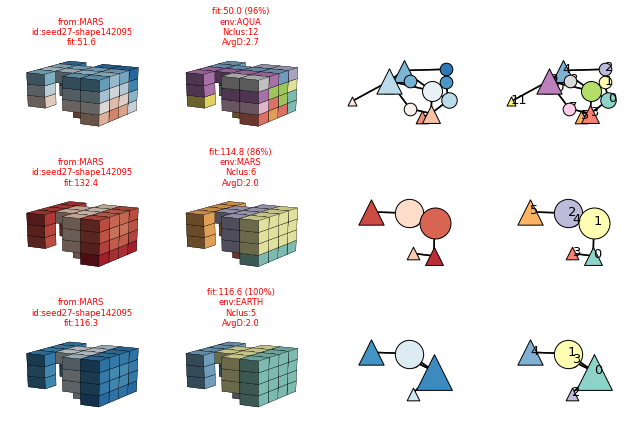 from:MARS
id:seed27-shape142095
fit:51.6
fit:50.0 (96%)
env:AQUA
Nclus:12
AvgD:2.7
4
2
1
0
3
7
5
11
from:MARS
id:seed27-shape142095
fit:132.4
fit:114.8 (86%)
env:MARS
Nclus:6
AvgD:2.0
5
2
4
1
3
0
from:MARS
id:seed27-shape142095
fit:116.3
fit:116.6 (100%)
env:EARTH
Nclus:5
AvgD:2.0
4
1
3
0
2